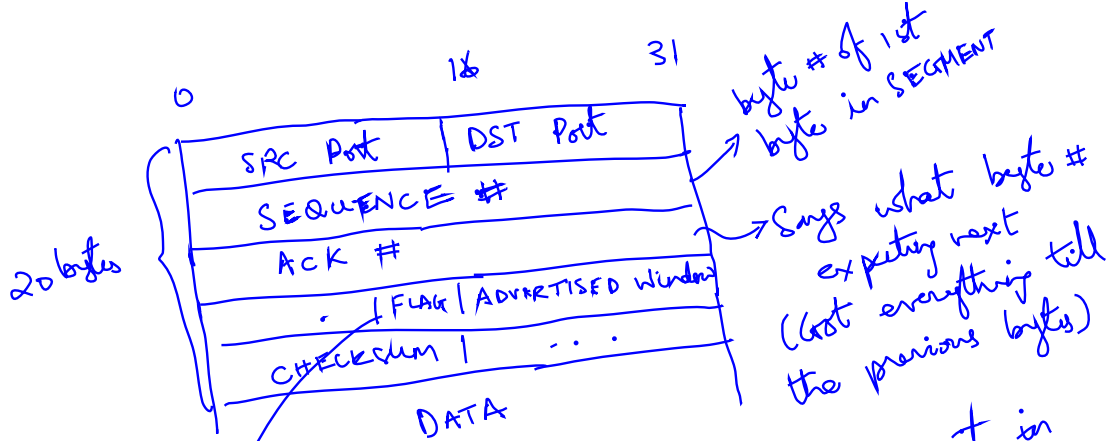 0 16 31
SRC Port | DST Port
SEQUENCE #
ACK #
. | FLAG | ADVERTISED Window
CHECKSUM | . . .
DATA
20 bytes
byte # of 1st
byte in SEGMENT
Says what byte #
expecting next
(Got everything till
the previous bytes)
in